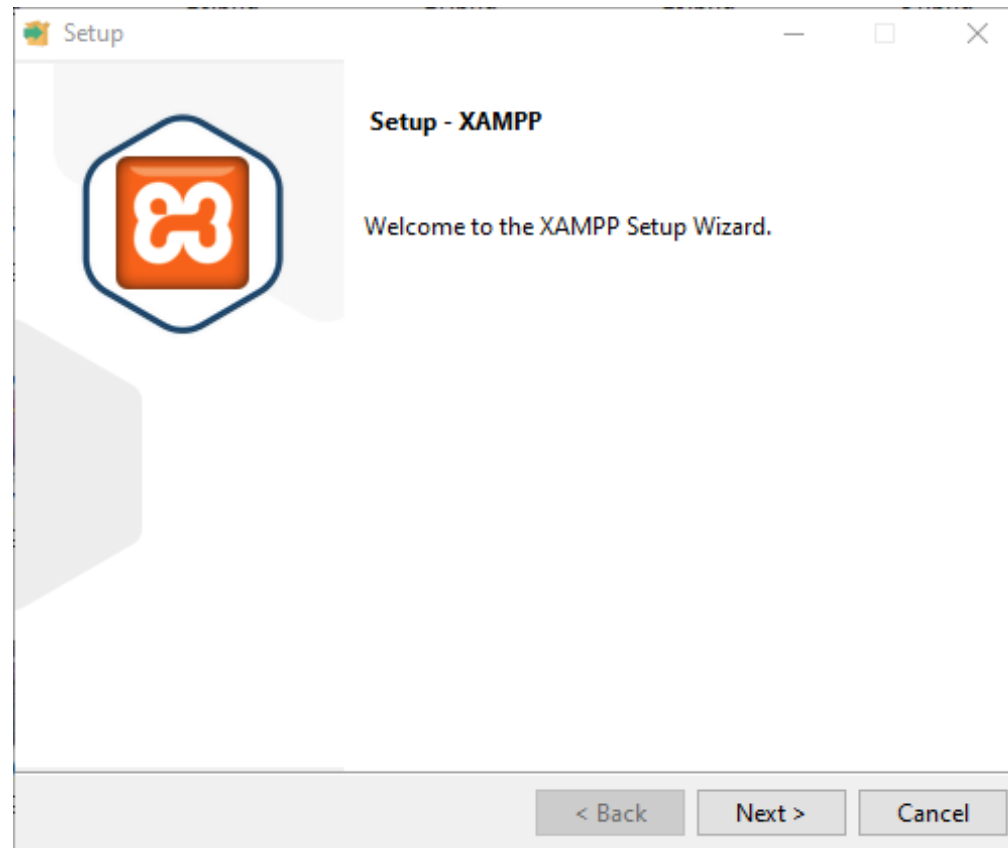 Setup
Setup - XAMPP
Welcome to the XAMPP Setup Wizard.
< Back
Next >
Cancel